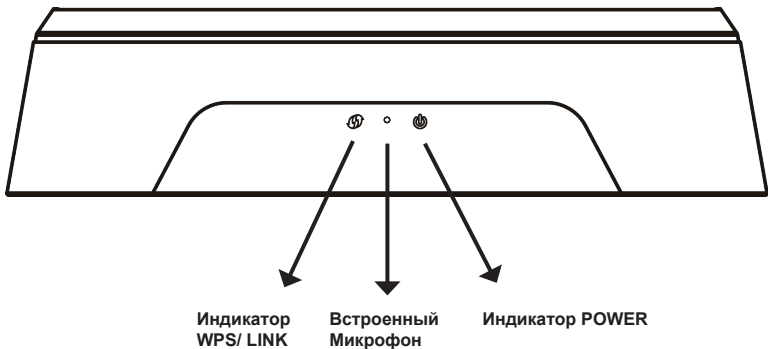 Индикатор
WPS/ LINK
Встроенный
Микрофон
Индикатор POWER